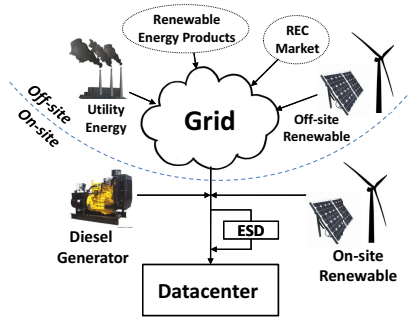 Renewable
Energy Products
REC
Market
Off-site
On-site
Utility
Energy
Grid
Off-site
Renewable
Diesel
Generator
ESD
On-site
Renewable
Datacenter